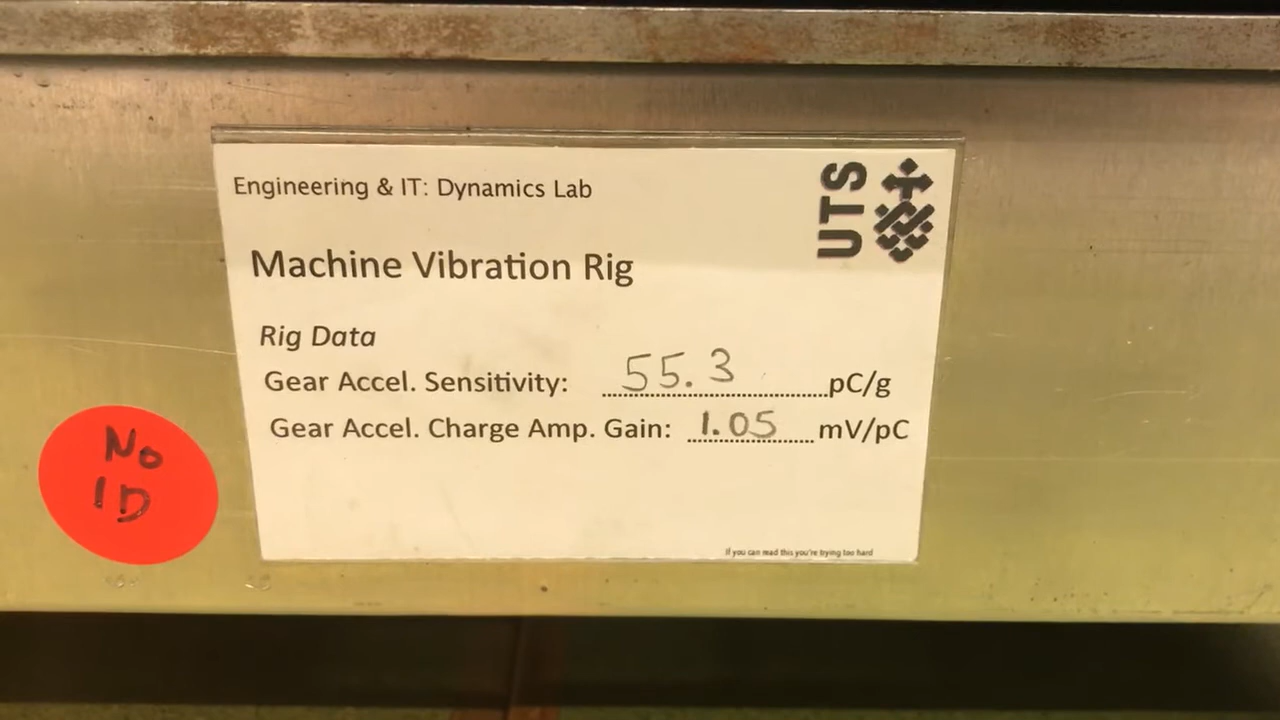 Engineering & IT: Dynamics Lab
UTS
Machine Vibration Rig
Rig Data
Gear Accel. Sensitivity: 55.3 pC/g
Gear Accel. Charge Amp. Gain: 1.05 mV/pC
If you can read this you're trying too hard
No
ID